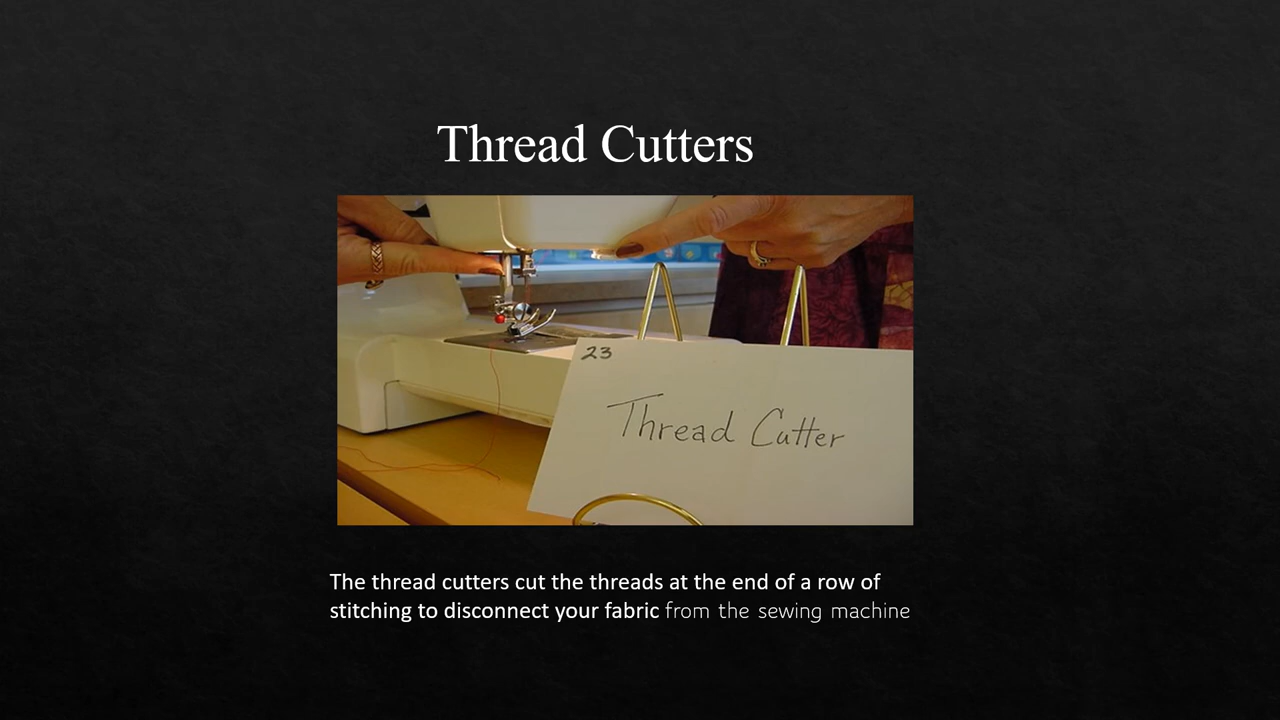 Thread Cutters
23
Thread Cutter
The thread cutters cut the threads at the end of a row of
stitching to disconnect your fabric from the sewing machine